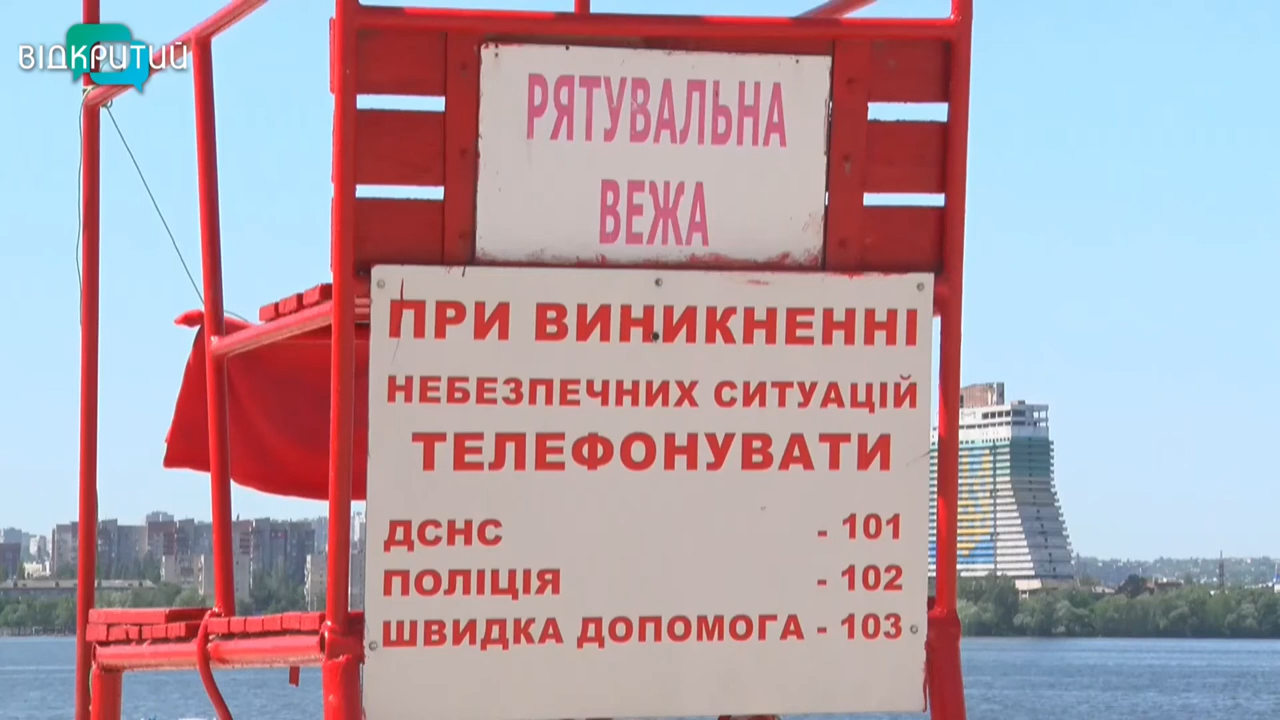 ВІДКРИТИЙ
РЯТУВАЛЬНА
ВЕЖА
ПРИ ВИНИКНЕННІ
НЕБЕЗПЕЧНИХ СИТУАЦІЙ
ТЕЛЕФОНУВАТИ
ДСНС - 101
ПОЛІЦІЯ - 102
ШВИДКА ДОПОМОГА - 103